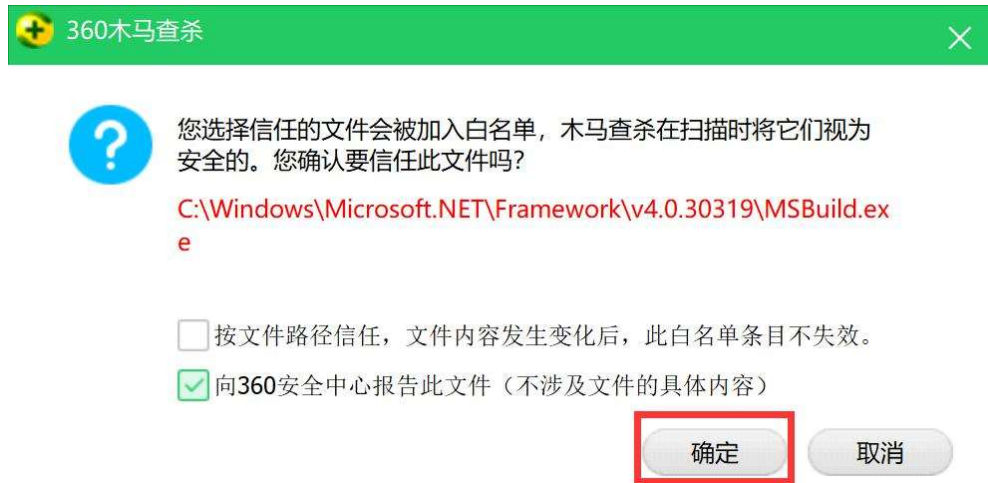 360木马查杀
您选择信任的文件会被加入白名单，木马查杀在扫描时将它们视为
安全的。您确认要信任此文件吗？
C:\Windows\Microsoft.NET\Framework\v4.0.30319\MSBuild.ex
e
按文件路径信任，文件内容发生变化后，此白名单条目不失效。
向360安全中心报告此文件（不涉及文件的具体内容）
确定
取消